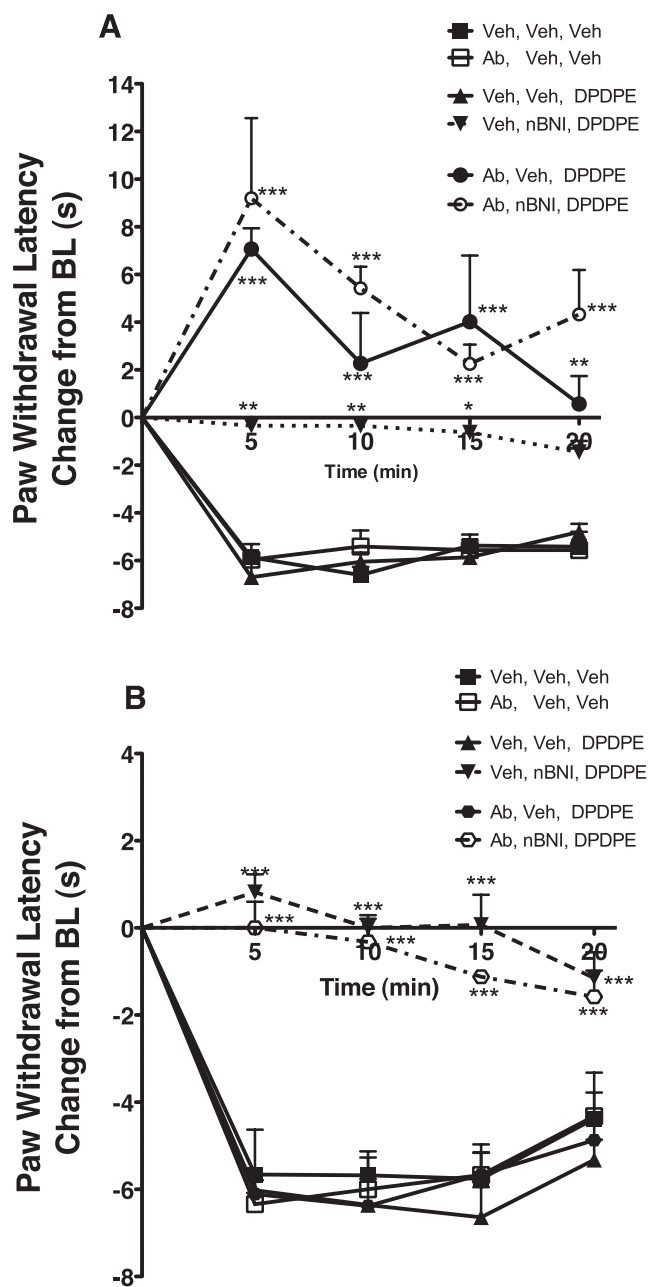 A
Veh, Veh, Veh
Ab, Veh, Veh
Veh, Veh, DPDPE
Veh, nBNI, DPDPE
Ab, Veh, DPDPE
Ab, nBNI, DPDPE
Paw Withdrawal Latency
Change from BL (s)
14
12
10
8
6
4
2
0
-2
-4
-6
-8
***
***
***
***
***
***
***
**
**
**
*
5
10
15
20
Time (min)
B
Veh, Veh, Veh
Ab, Veh, Veh
Veh, Veh, DPDPE
Veh, nBNI, DPDPE
Ab, Veh, DPDPE
Ab, nBNI, DPDPE
Paw Withdrawal Latency
Change from BL (s)
4
2
0
-2
-4
-6
-8
***
***
***
***
***
***
***
***
5
10
15
20
Time (min)